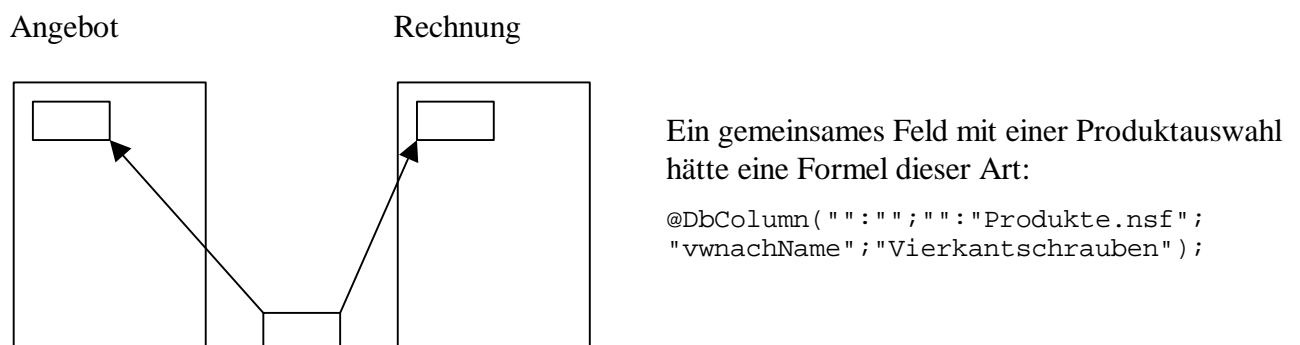 Angebot
Rechnung
Ein gemeinsames Feld mit einer Produktauswahl
hätte eine Formel dieser Art:
@DbColumn("":"";"":"Produkte.nsf";
"vwnachName";"Vierkantschrauben");